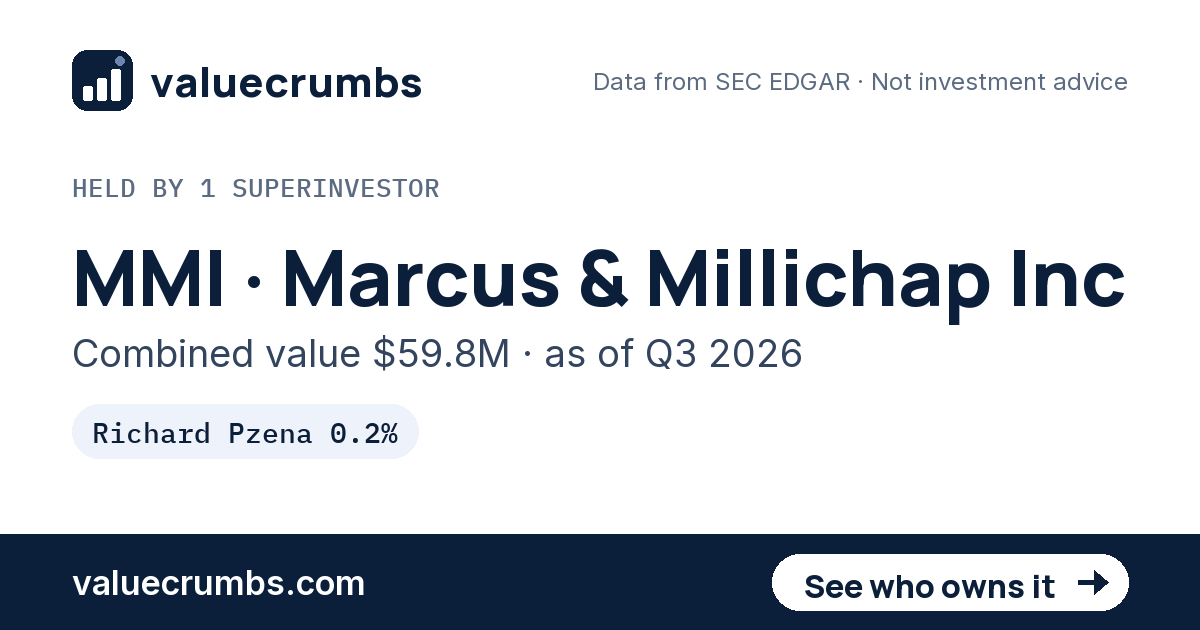 valuecrumbs
Data from SEC EDGAR · Not investment advice
HELD BY 1 SUPERINVESTOR
MMI · Marcus & Millichap Inc
Combined value $59.8M · as of Q3 2026
Richard Pzena 0.2%
valuecrumbs.com
See who owns it →